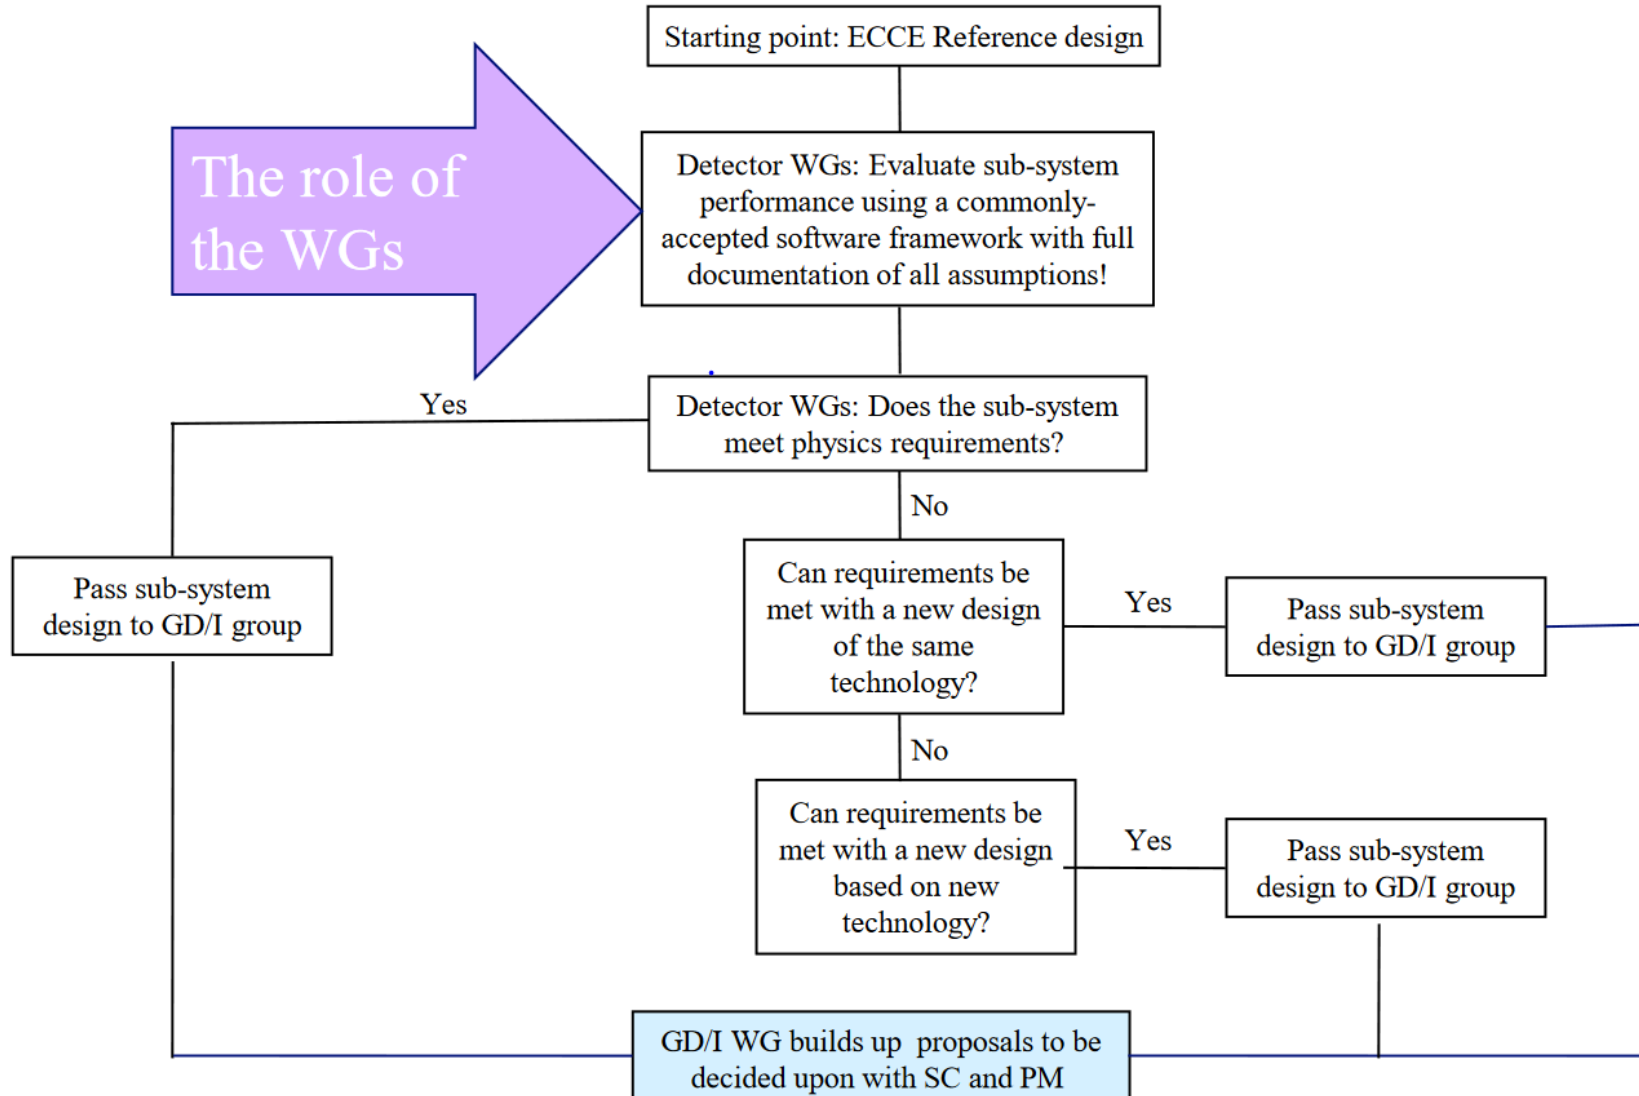 Starting point: ECCE Reference design
The role of
the WGs
Detector WGs: Evaluate sub-system
performance using a commonly-
accepted software framework with full
documentation of all assumptions!
Yes
Detector WGs: Does the sub-system
meet physics requirements?
No
Pass sub-system
design to GD/I group
Can requirements be
met with a new design
of the same
technology?
Yes
Pass sub-system
design to GD/I group
No
Can requirements be
met with a new design
based on new
technology?
Yes
Pass sub-system
design to GD/I group
GD/I WG builds up  proposals to be
decided upon with SC and PM